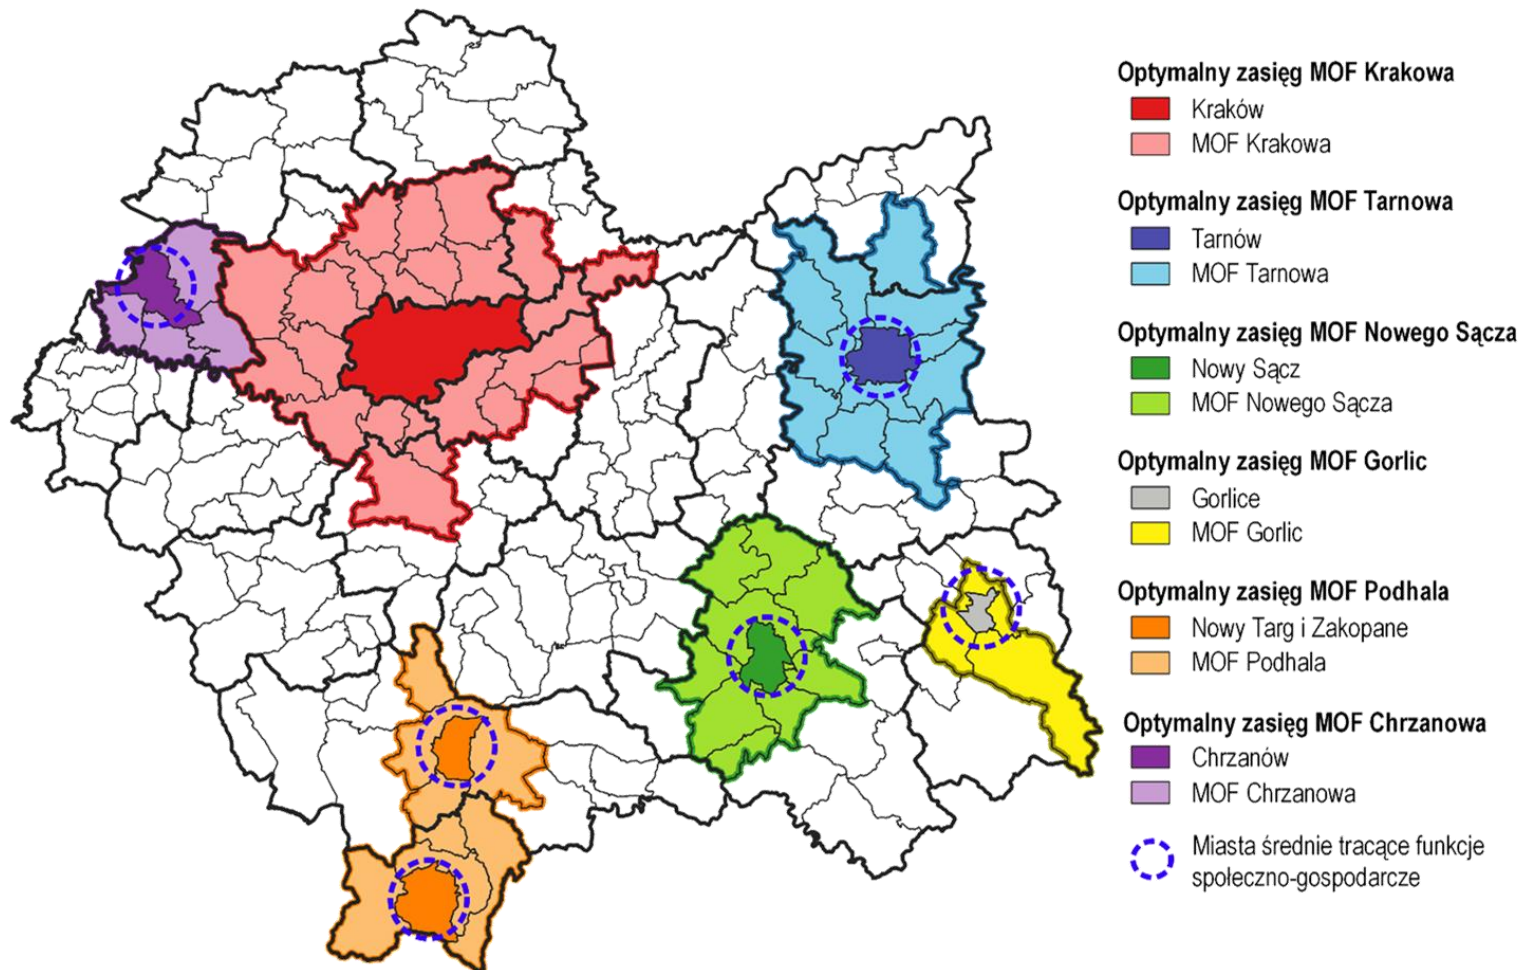 Optymalny zasięg MOF Krakowa
Kraków
MOF Krakowa
Optymalny zasięg MOF Tarnowa
Tarnów
MOF Tarnowa
Optymalny zasięg MOF Nowego Sącza
Nowy Sącz
MOF Nowego Sącza
Optymalny zasięg MOF Gorlic
Gorlice
MOF Gorlic
Optymalny zasięg MOF Podhala
Nowy Targ i Zakopane
MOF Podhala
Optymalny zasięg MOF Chrzanowa
Chrzanów
MOF Chrzanowa
Miasta średnie tracące funkcje
społeczno-gospodarcze